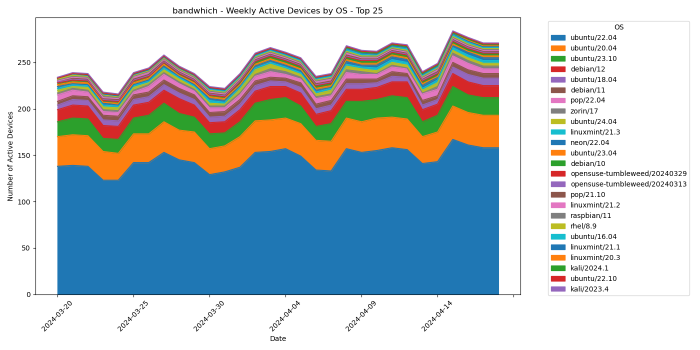 bandwhich - Weekly Active Devices by OS - Top 25
Number of Active Devices
250
200
150
100
50
0
2024-03-20
2024-03-25
2024-03-30
2024-04-04
2024-04-09
2024-04-14
Date
OS
ubuntu/22.04
ubuntu/20.04
ubuntu/23.10
debian/12
ubuntu/18.04
debian/11
pop/22.04
zorin/17
ubuntu/24.04
linuxmint/21.3
neon/22.04
ubuntu/23.04
debian/10
opensuse-tumbleweed/20240329
opensuse-tumbleweed/20240313
pop/21.10
linuxmint/21.2
raspbian/11
rhel/8.9
ubuntu/16.04
linuxmint/21.1
linuxmint/20.3
kali/2024.1
ubuntu/22.10
kali/2023.4